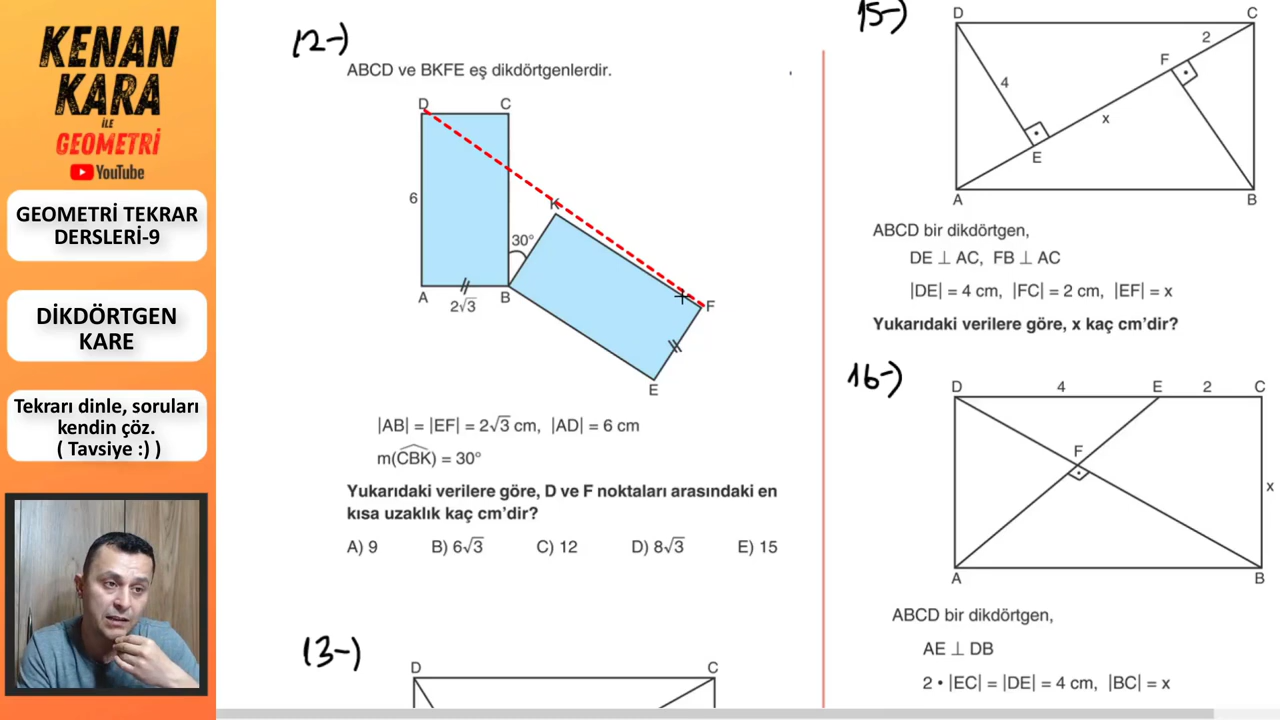 KENAN
KARA
İLE
GEOMETRİ
YouTube
GEOMETRİ TEKRAR
DERSLERİ-9
DİKDÖRTGEN
KARE
Tekrarı dinle, soruları
kendin çöz.
( Tavsiye :) )
12-)
ABCD ve BKFE eş dikdörtgenlerdir.
D C
K
6
30°
A B F
2√3
E
|AB| = |EF| = 2√3 cm, |AD| = 6 cm
m(CBK) = 30°
Yukarıdaki verilere göre, D ve F noktaları arasındaki en
kısa uzaklık kaç cm'dir?
A) 9 B) 6√3 C) 12 D) 8√3 E) 15
13-)
D C
15-)
D C
2
F
4
x
E
A B
ABCD bir dikdörtgen,
DE ⊥ AC, FB ⊥ AC
|DE| = 4 cm, |FC| = 2 cm, |EF| = x
Yukarıdaki verilere göre, x kaç cm'dir?
16-)
D 4 E 2 C
F
x
A B
ABCD bir dikdörtgen,
AE ⊥ DB
2 • |EC| = |DE| = 4 cm, |BC| = x